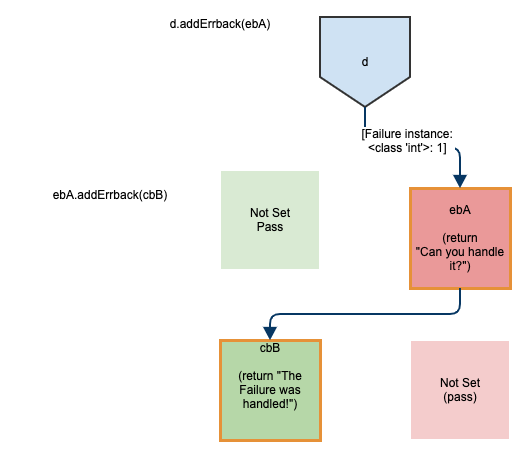 d.addErrback(ebA)
d
[Failure instance:
<class 'int'>: 1]
ebA.addErrback(cbB)
Not Set
Pass
ebA
(return
"Can you handle
it?")
cbB
(return "The
Failure was
handled!")
Not Set
(pass)